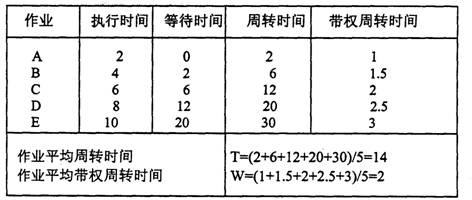 作业 执行时间 等待时间 周转时间 带权周转时间
A 2 0 2 1
B 4 2 6 1.5
C 6 6 12 2
D 8 12 20 2.5
E 10 20 30 3
作业平均周转时间 T=(2+6+12+20+30)/5=14
作业平均带权周转时间 W=(1+1.5+2+2.5+3)/5=2